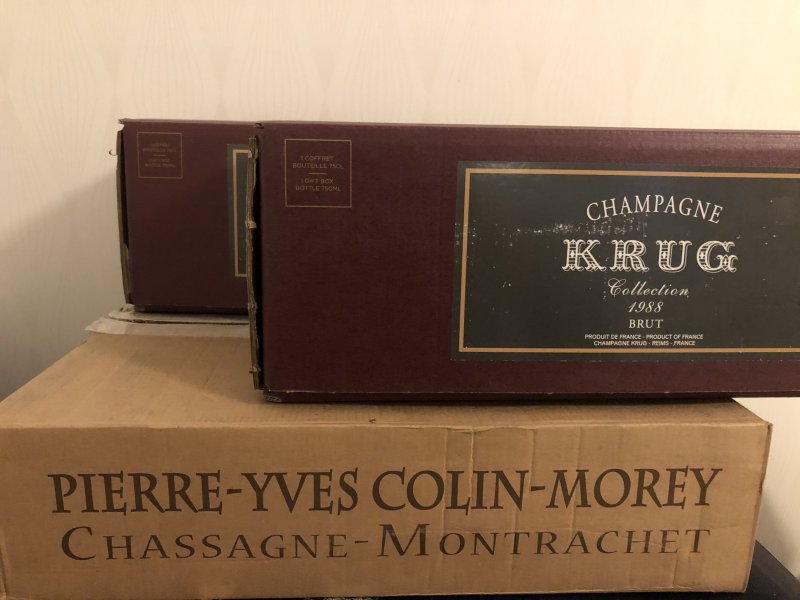 1 COFFRET
BOUTEILLE 75CL
1 GIFT BOX
BOTTLE 750ML
CHAMPAGNE
KRUG
Collection
1988
BRUT
PRODUIT DE FRANCE - PRODUCT OF FRANCE
CHAMPAGNE KRUG - REIMS - FRANCE
PIERRE-YVES COLIN-MOREY
CHASSAGNE-MONTRACHET